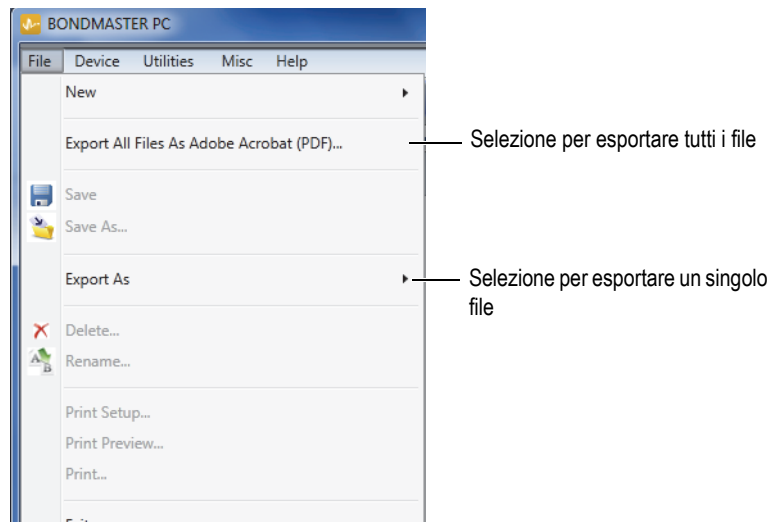 BONDMASTER PC
File Device Utilities Misc Help
New
Export All Files As Adobe Acrobat (PDF)...
Selezione per esportare tutti i file
Save
Save As...
Export As
Selezione per esportare un singolo
file
Delete...
Rename...
Print Setup...
Print Preview...
Print...